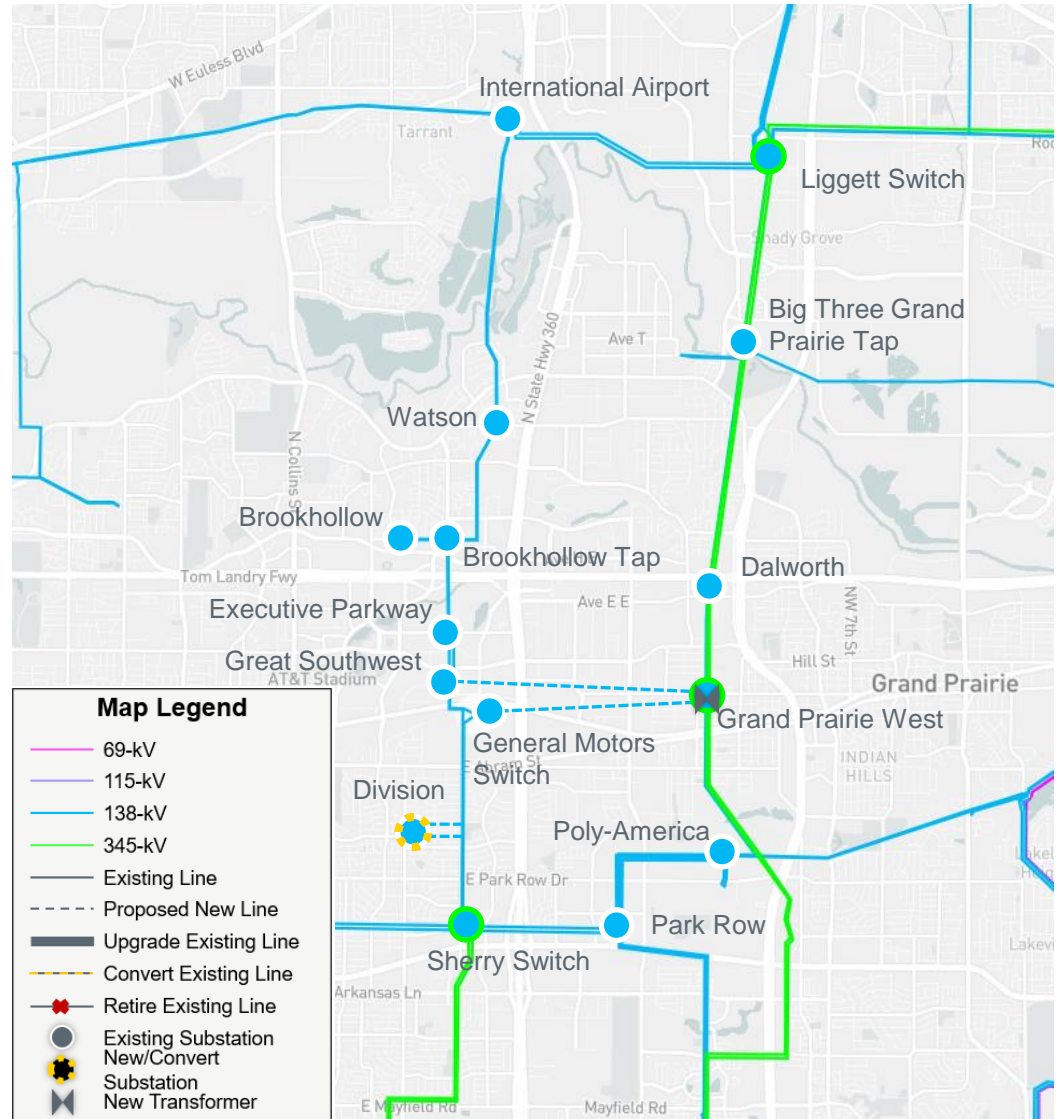 W Euless Blvd
International Airport
Tarrant
Liggett Switch
Shady Grove
Big Three Grand
Prairie Tap
Ave T
N State Hwy 360
Watson
N Collins St
Brookhollow
Brookhollow Tap
Tom Landry Fwy
Dalworth
Ave E E
Executive Parkway
NW 7th St
Great Southwest
Hill St
AT&T Stadium
Grand Prairie
Grand Prairie West
General Motors
Switch
E Abram St
INDIAN
HILLS
Division
Poly-America
E Park Row Dr
Park Row
Sherry Switch
Arkansas Ln
E Mayfield Rd
Mayfield Rd
Map Legend
69-kV
115-kV
138-kV
345-kV
Existing Line
Proposed New Line
Upgrade Existing Line
Convert Existing Line
Retire Existing Line
Existing Substation
New/Convert
Substation
New Transformer